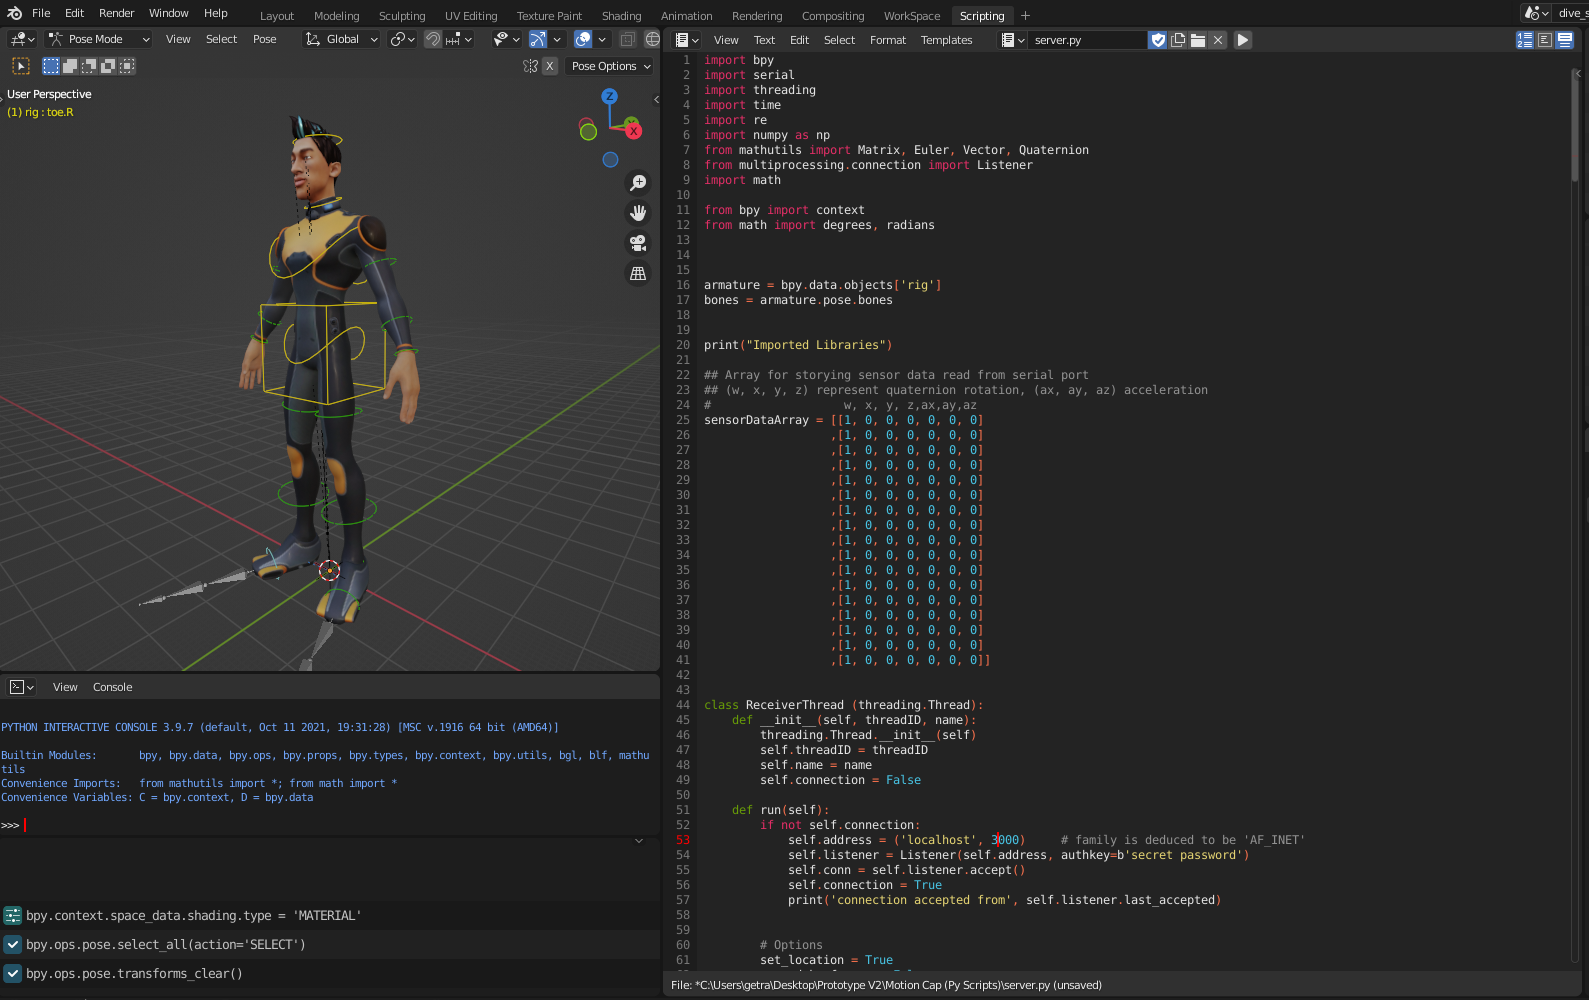 File Edit Render Window Help Layout Modeling Sculpting UV Editing Texture Paint Shading Animation Rendering Compositing WorkSpace Scripting + dive_s
Pose Mode View Select Pose Global
X Pose Options
User Perspective
(1) rig : toe.R
Z
Y
X
View Text Edit Select Format Templates server.py
1 import bpy
2 import serial
3 import threading
4 import time
5 import re
6 import numpy as np
7 from mathutils import Matrix, Euler, Vector, Quaternion
8 from multiprocessing.connection import Listener
9 import math
10
11 from bpy import context
12 from math import degrees, radians
13
14
15
16 armature = bpy.data.objects['rig']
17 bones = armature.pose.bones
18
19
20 print("Imported Libraries")
21
22 ## Array for storying sensor data read from serial port
23 ## (w, x, y, z) represent quaternion rotation, (ax, ay, az) acceleration
24 #                   w, x, y, z,ax,ay,az
25 sensorDataArray = [[1, 0, 0, 0, 0, 0, 0]
26                   ,[1, 0, 0, 0, 0, 0, 0]
27                   ,[1, 0, 0, 0, 0, 0, 0]
28                   ,[1, 0, 0, 0, 0, 0, 0]
29                   ,[1, 0, 0, 0, 0, 0, 0]
30                   ,[1, 0, 0, 0, 0, 0, 0]
31                   ,[1, 0, 0, 0, 0, 0, 0]
32                   ,[1, 0, 0, 0, 0, 0, 0]
33                   ,[1, 0, 0, 0, 0, 0, 0]
34                   ,[1, 0, 0, 0, 0, 0, 0]
35                   ,[1, 0, 0, 0, 0, 0, 0]
36                   ,[1, 0, 0, 0, 0, 0, 0]
37                   ,[1, 0, 0, 0, 0, 0, 0]
38                   ,[1, 0, 0, 0, 0, 0, 0]
39                   ,[1, 0, 0, 0, 0, 0, 0]
40                   ,[1, 0, 0, 0, 0, 0, 0]
41                   ,[1, 0, 0, 0, 0, 0, 0]]
42
43
44 class ReceiverThread (threading.Thread):
45     def __init__(self, threadID, name):
46         threading.Thread.__init__(self)
47         self.threadID = threadID
48         self.name = name
49         self.connection = False
50
51     def run(self):
52         if not self.connection:
53             self.address = ('localhost', 3000)     # family is deduced to be 'AF_INET'
54             self.listener = Listener(self.address, authkey=b'secret password')
55             self.conn = self.listener.accept()
56             self.connection = True
57             print('connection accepted from', self.listener.last_accepted)
58
59
60         # Options
61         set_location = True
File: *C:\Users\getra\Desktop\Prototype V2\Motion Cap (Py Scripts)\server.py (unsaved)
View Console
PYTHON INTERACTIVE CONSOLE 3.9.7 (default, Oct 11 2021, 19:31:28) [MSC v.1916 64 bit (AMD64)]
Builtin Modules:       bpy, bpy.data, bpy.ops, bpy.props, bpy.types, bpy.context, bpy.utils, bgl, blf, mathu
tils
Convenience Imports:   from mathutils import *; from math import *
Convenience Variables: C = bpy.context, D = bpy.data
>>>
bpy.context.space_data.shading.type = 'MATERIAL'
bpy.ops.pose.select_all(action='SELECT')
bpy.ops.pose.transforms_clear()